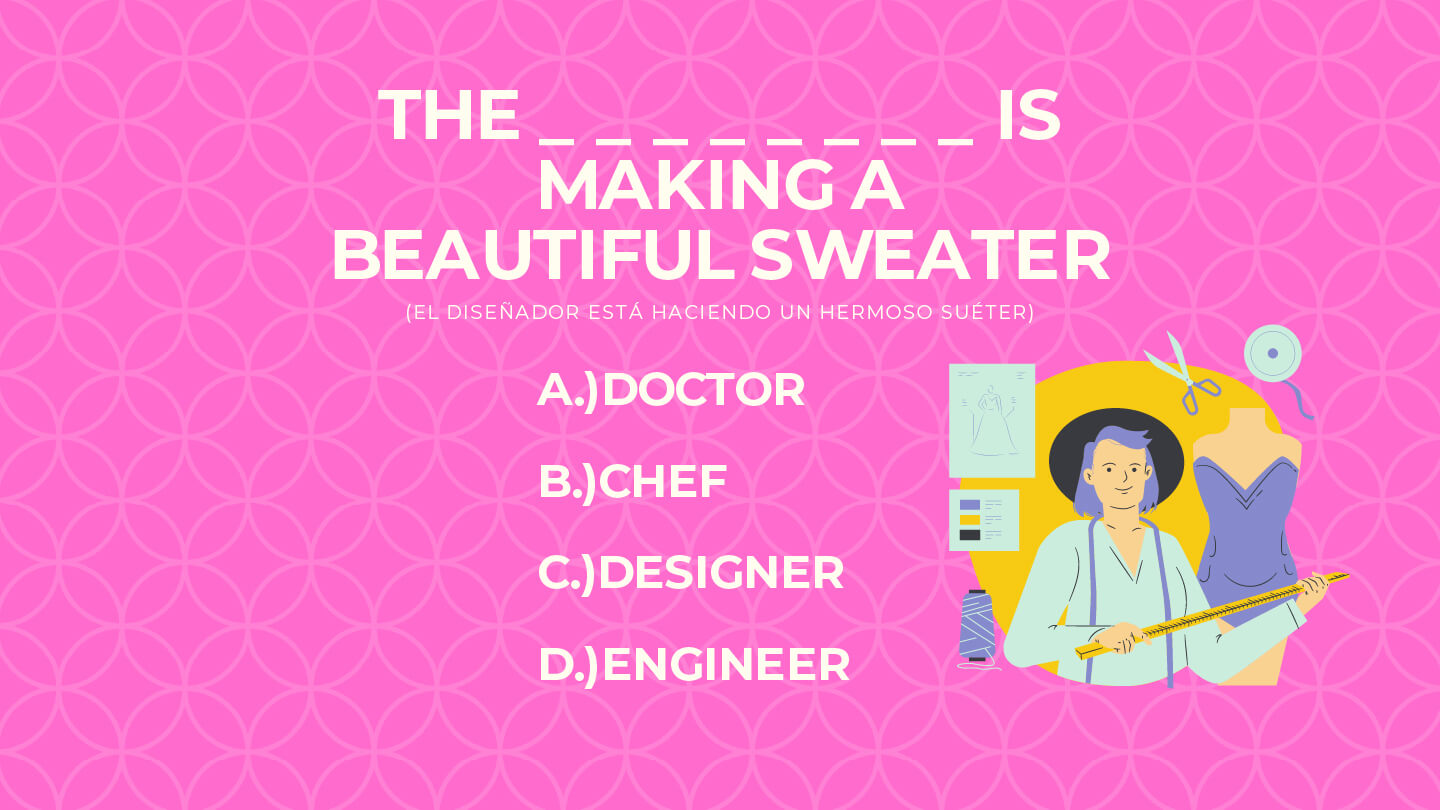 THE _ _ _ _ _ _ _ _ IS
MAKING A
BEAUTIFUL SWEATER
(EL DISEÑADOR ESTÁ HACIENDO UN HERMOSO SUÉTER)
A.)DOCTOR
B.)CHEF
C.)DESIGNER
D.)ENGINEER